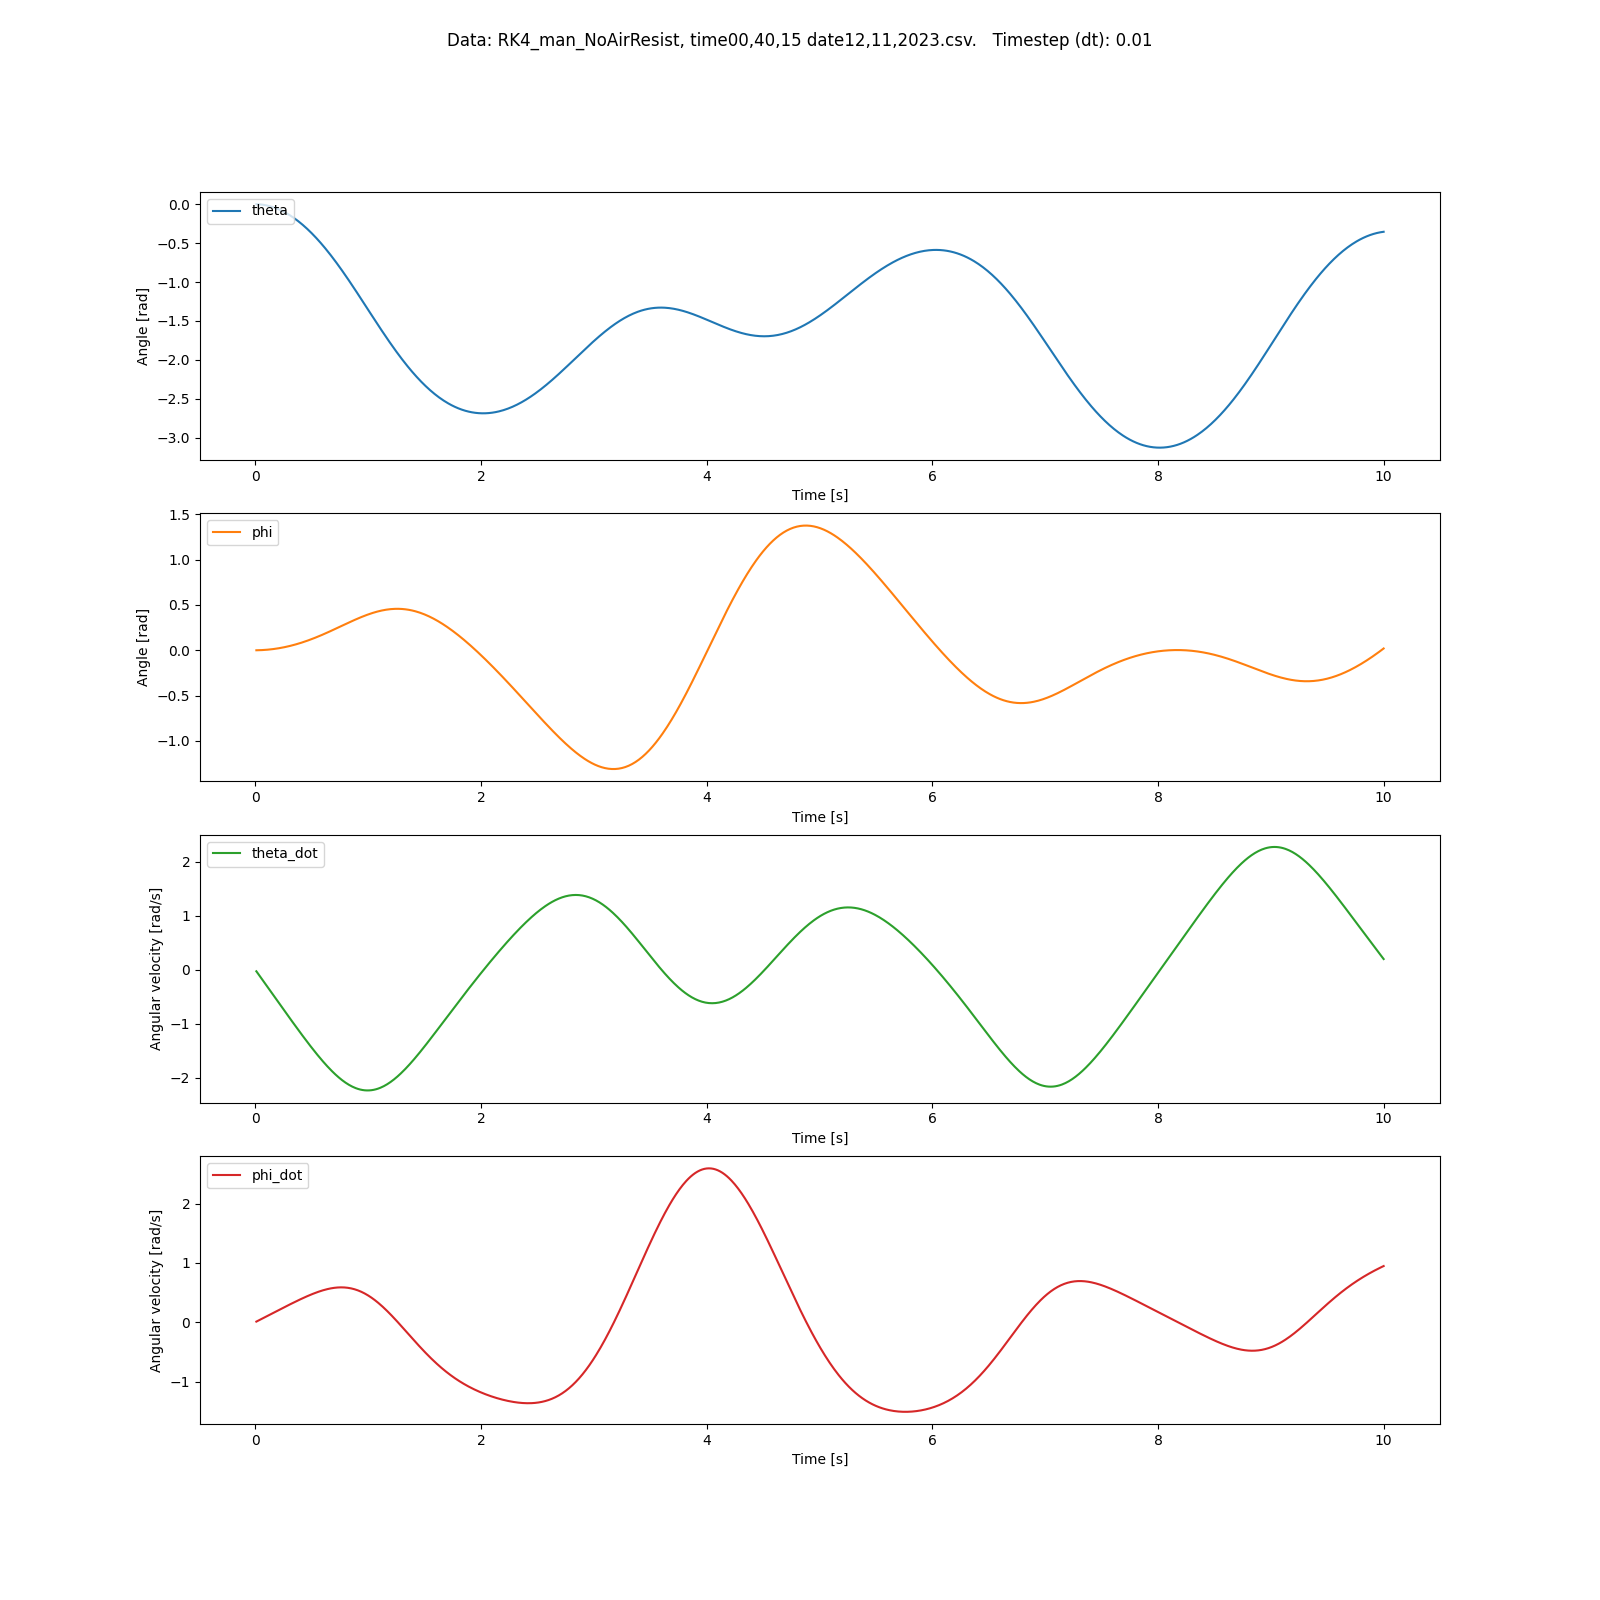 Data: RK4_man_NoAirResist, time00,40,15 date12,11,2023.csv.   Timestep (dt): 0.01
theta
0.0
−0.5
−1.0
−1.5
−2.0
−2.5
−3.0
Angle [rad]
0 2 4 6 8 10
Time [s]
phi
1.5
1.0
0.5
0.0
−0.5
−1.0
Angle [rad]
0 2 4 6 8 10
Time [s]
theta_dot
2
1
0
−1
−2
Angular velocity [rad/s]
0 2 4 6 8 10
Time [s]
phi_dot
2
1
0
−1
Angular velocity [rad/s]
0 2 4 6 8 10
Time [s]